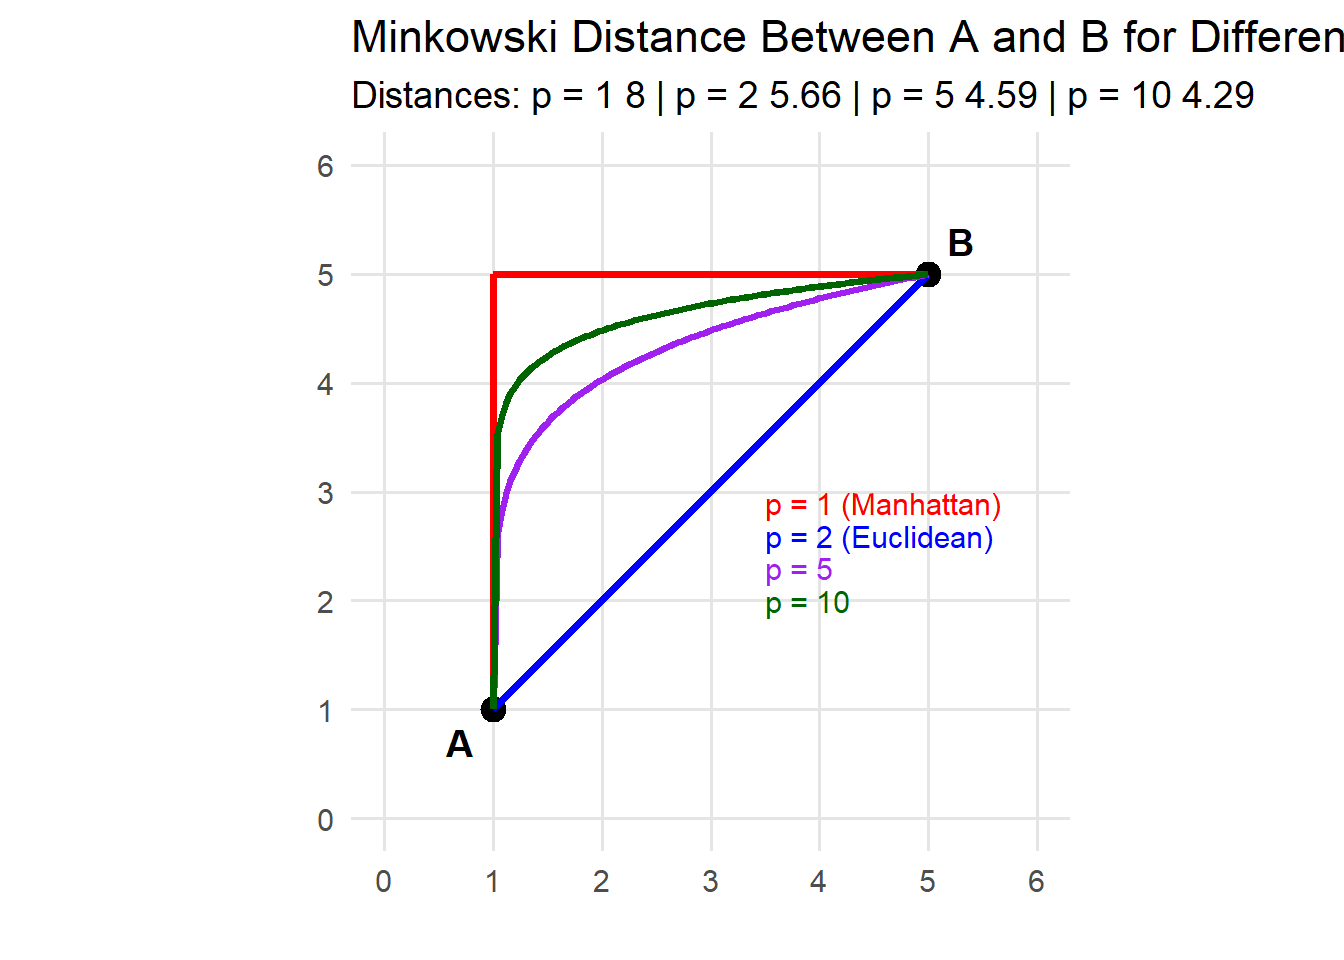 Minkowski Distance Between A and B for Differen
Distances: p = 1 8 | p = 2 5.66 | p = 5 4.59 | p = 10 4.29
6
B
5
4
3
p = 1 (Manhattan)
p = 2 (Euclidean)
p = 5
2
p = 10
1
A
0
0 1 2 3 4 5 6